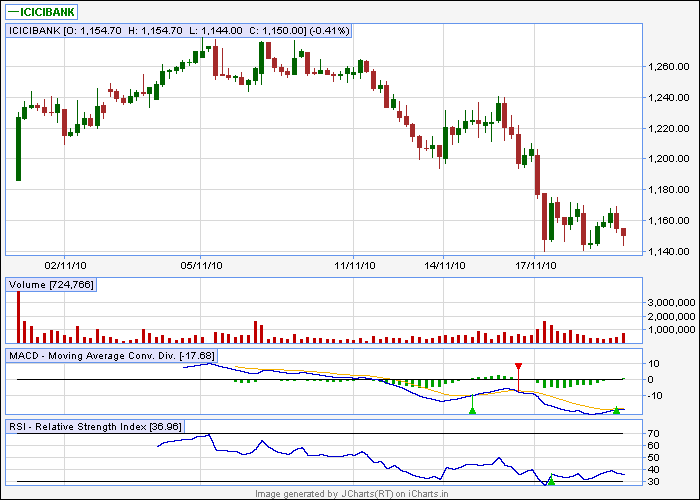 ICICIBANK
ICICIBANK [O: 1,154.70 H: 1,154.70 L: 1,144.00 C: 1,150.00] (-0.41%)
1,260.00
1,240.00
1,220.00
1,200.00
1,180.00
1,160.00
1,140.00
02/11/10 05/11/10 11/11/10 14/11/10 17/11/10
Volume [724,766]
3,000,000
2,000,000
1,000,000
MACD - Moving Average Conv. Div. [-17.68]
10
0
-10
RSI - Relative Strength Index [36.96]
70
60
50
40
30
Image generated by JCharts(RT) on iCharts.in